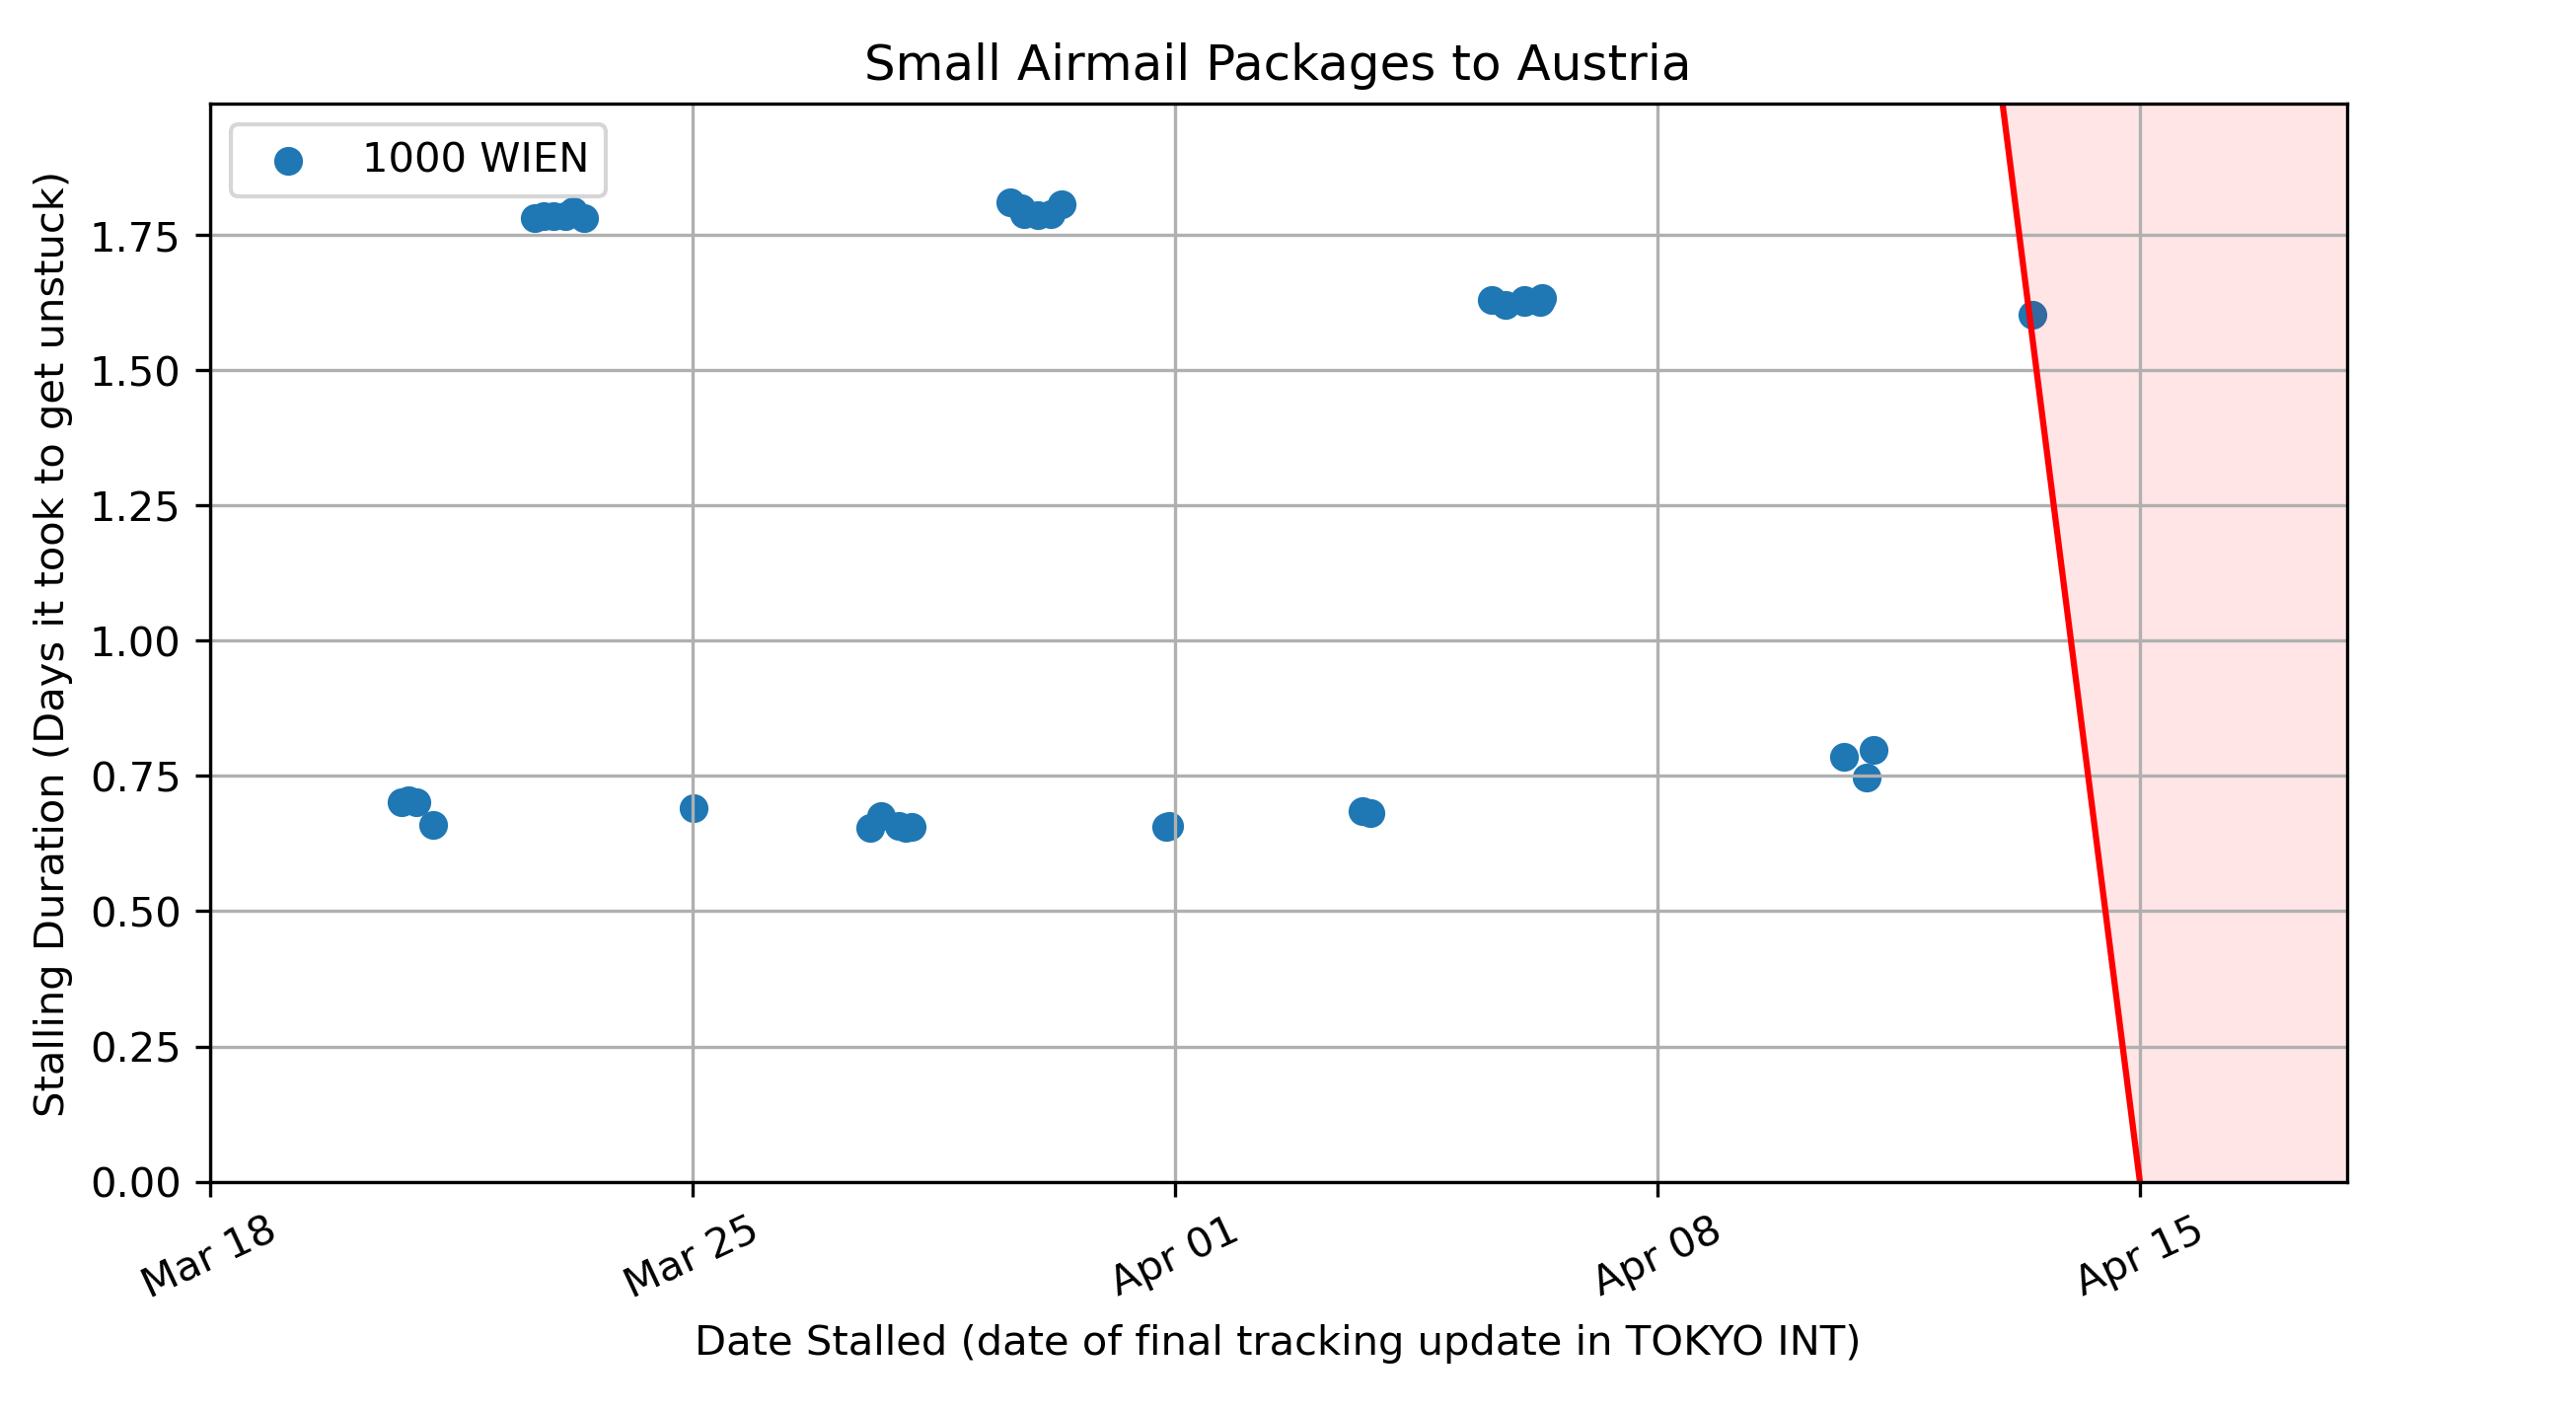 Small Airmail Packages to Austria
1000 WIEN
Stalling Duration (Days it took to get unstuck)
1.75
1.50
1.25
1.00
0.75
0.50
0.25
0.00
Mar 18
Mar 25
Apr 01
Apr 08
Apr 15
Date Stalled (date of final tracking update in TOKYO INT)